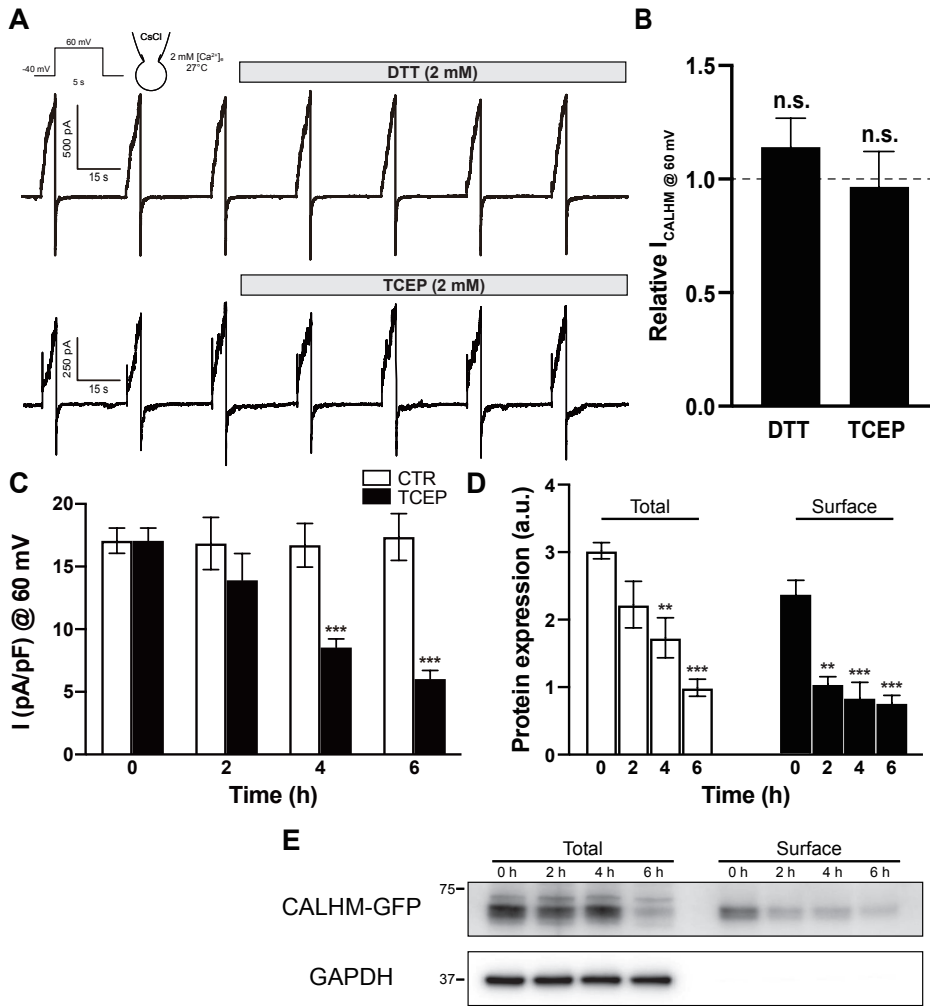 A
60 mV
-40 mV
5 s
CsCl
2 mM [Ca²⁺]ₑ
27°C
DTT (2 mM)
500 pA
15 s
TCEP (2 mM)
250 pA
15 s
B
Relative I CALHM @ 60 mV
1.5
1.0
0.5
0.0
n.s.
n.s.
DTT
TCEP
C
CTR
TCEP
I (pA/pF) @ 60 mV
20
15
10
5
0
***
***
0 2 4 6
Time (h)
D
Protein expression (a.u.)
4
3
2
1
0
Total
Surface
**
***
**
***
***
0 2 4 6
0 2 4 6
Time (h)
E
Total
Surface
0 h 2 h 4 h 6 h
0 h 2 h 4 h 6 h
CALHM-GFP
75
GAPDH
37